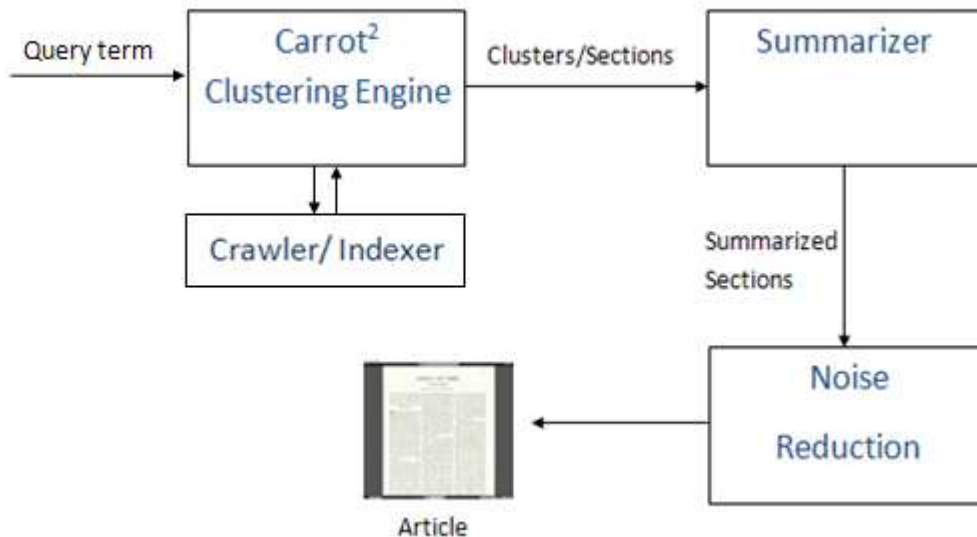 Query term
Carrot²
Clustering Engine
Clusters/Sections
Summarizer
Crawler/ Indexer
Summarized
Sections
Noise
Reduction
Article